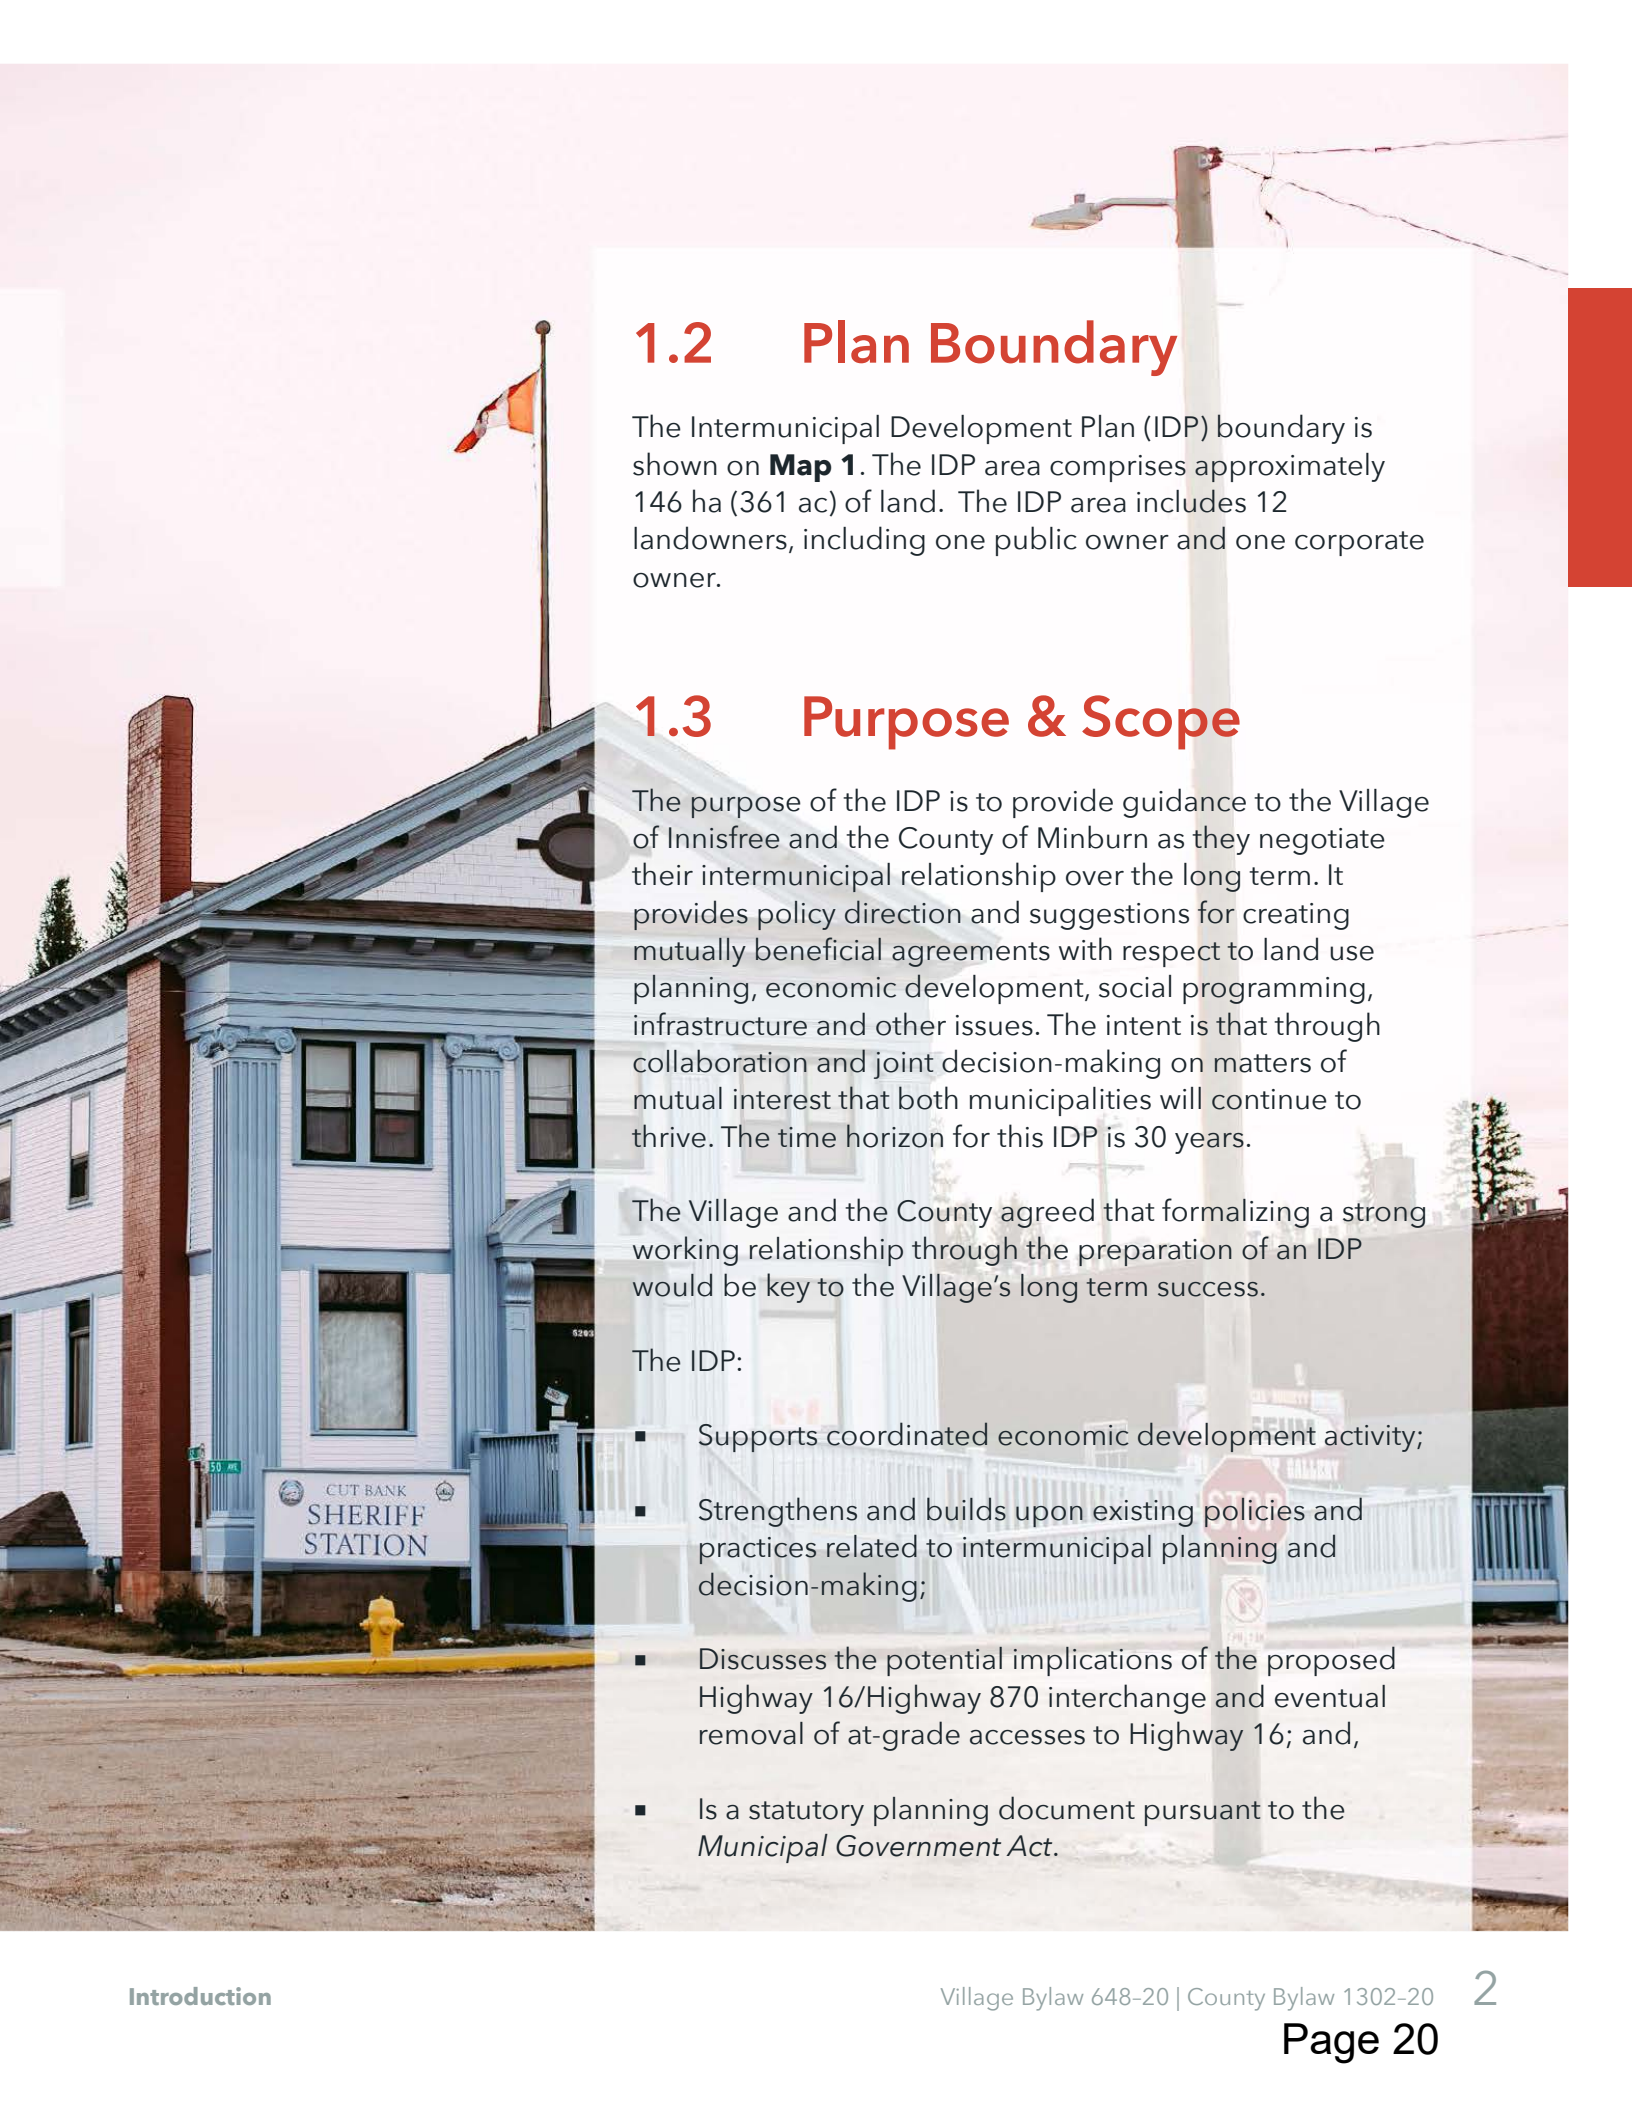 1.2 Plan Boundary
The Intermunicipal Development Plan (IDP) boundary is
shown on Map 1. The IDP area comprises approximately
146 ha (361 ac) of land. The IDP area includes 12
landowners, including one public owner and one corporate
owner.
1.3 Purpose & Scope
The purpose of the IDP is to provide guidance to the Village
of Innisfree and the County of Minburn as they negotiate
their intermunicipal relationship over the long term. It
provides policy direction and suggestions for creating
mutually beneficial agreements with respect to land use
planning, economic development, social programming,
infrastructure and other issues. The intent is that through
collaboration and joint decision-making on matters of
mutual interest that both municipalities will continue to
thrive. The time horizon for this IDP is 30 years.
The Village and the County agreed that formalizing a strong
working relationship through the preparation of an IDP
would be key to the Village's long term success.
The IDP:
▪ Supports coordinated economic development activity;
▪ Strengthens and builds upon existing policies and
practices related to intermunicipal planning and
decision-making;
▪ Discusses the potential implications of the proposed
Highway 16/Highway 870 interchange and eventual
removal of at-grade accesses to Highway 16; and,
▪ Is a statutory planning document pursuant to the
Municipal Government Act.
5203
50 AVE
CUT BANK
SHERIFF
STATION
STOP
Introduction
Village Bylaw 648–20 | County Bylaw 1302–20 2
Page 20